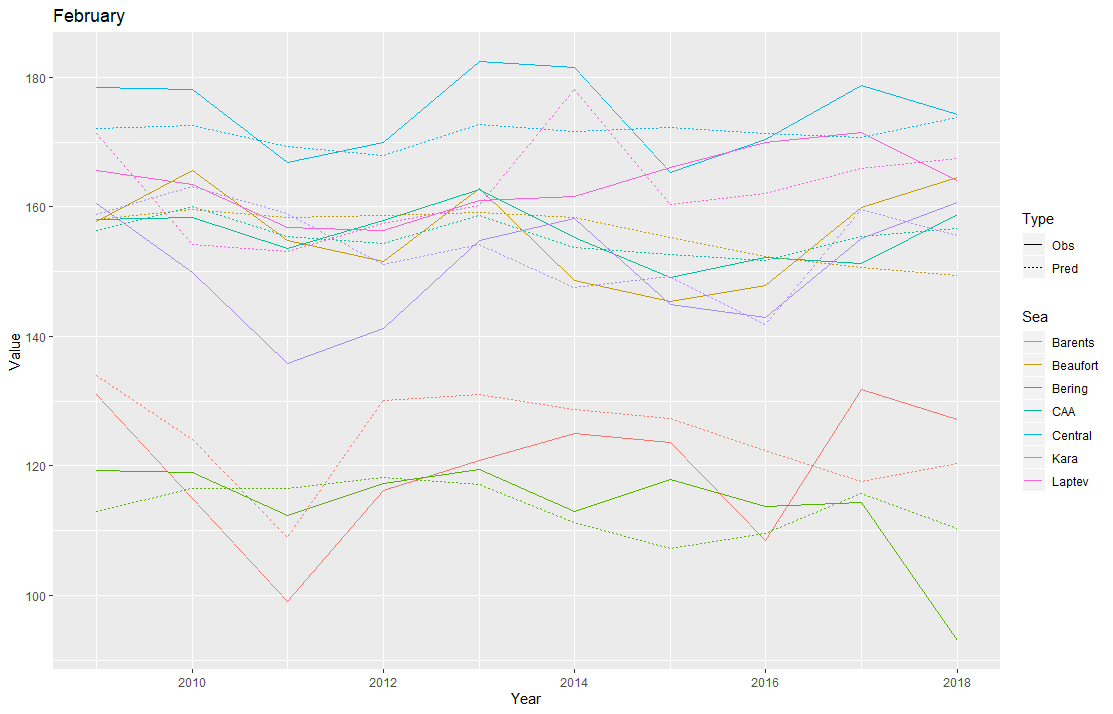 February
Value
180
160
140
120
100
2010
2012
2014
2016
2018
Year
Type
Obs
Pred
Sea
Barents
Beaufort
Bering
CAA
Central
Kara
Laptev